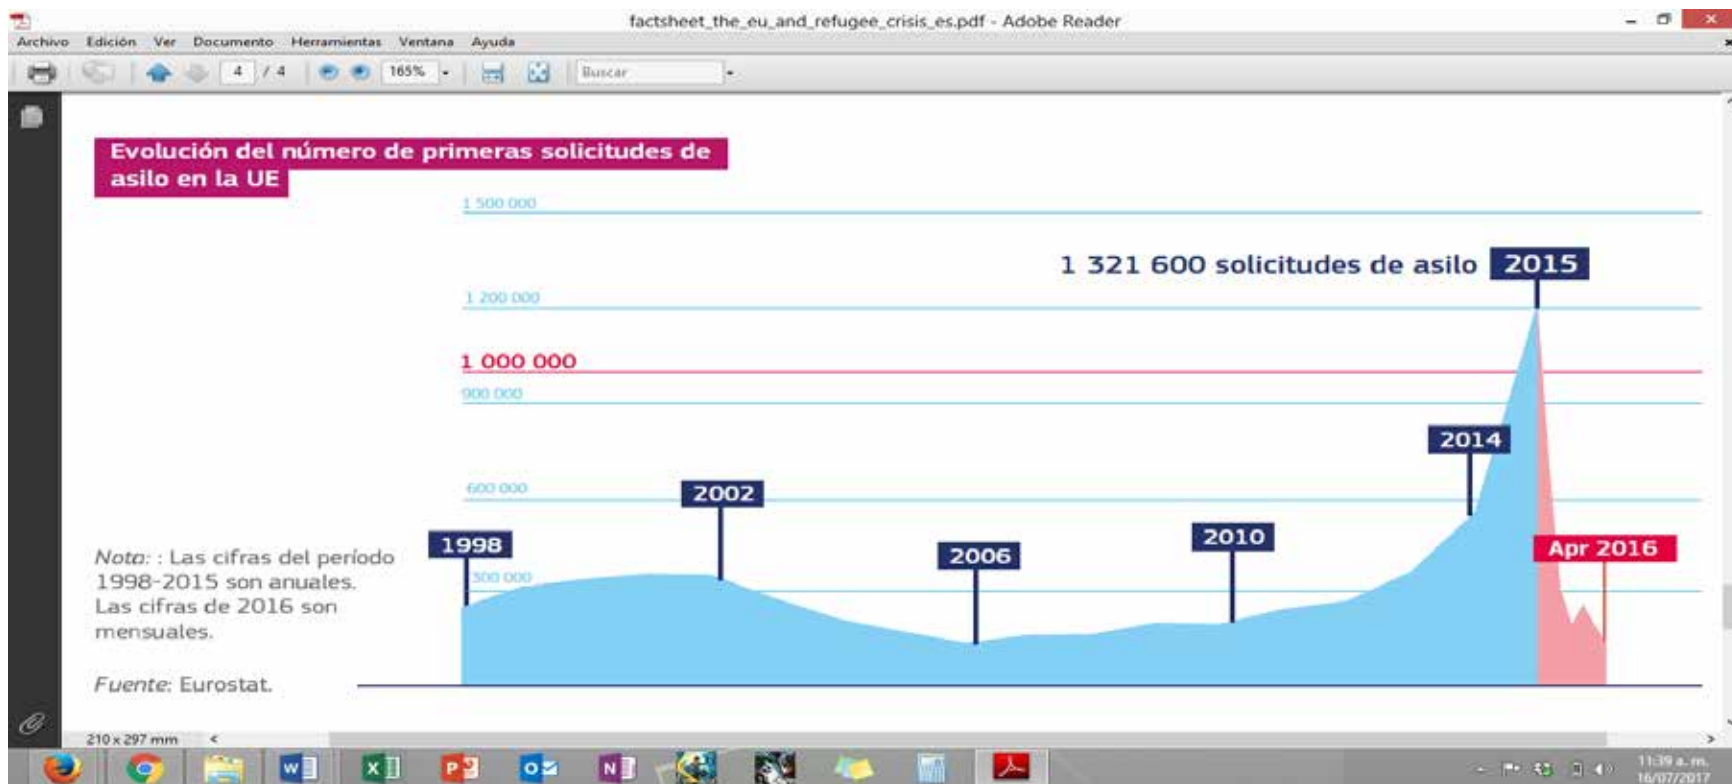 factsheet_the_eu_and_refugee_crisis_es.pdf - Adobe Reader
Archivo Edición Ver Documento Herramientas Ventana Ayuda
4 / 4 165% Buscar
Evolución del número de primeras solicitudes de
asilo en la UE
1 500 000
1 321 600 solicitudes de asilo 2015
1 200 000
1 000 000
900 000
2014
600 000
2002
1998
2006
2010
Apr 2016
300 000
Nota: : Las cifras del período
1998-2015 son anuales.
Las cifras de 2016 son
mensuales.
Fuente: Eurostat.
210 x 297 mm
11:39 a. m.
16/07/2017